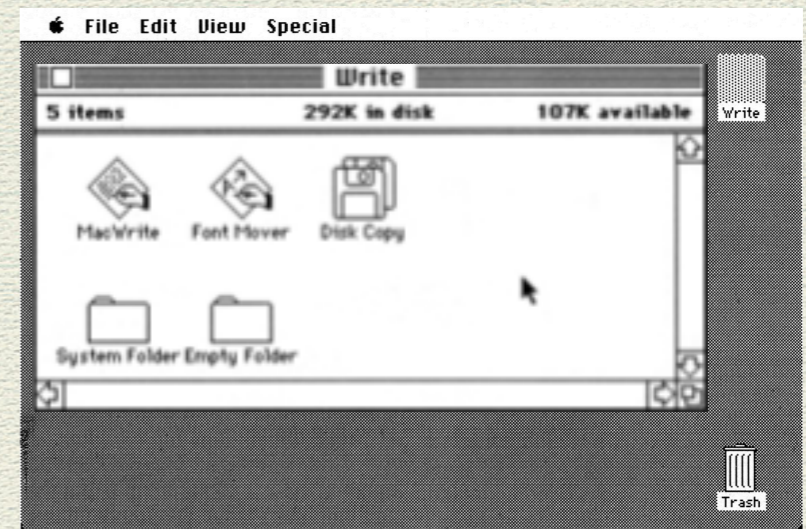 File Edit View Special
Write
5 items 292K in disk 107K available
Write
MacWrite Font Mover Disk Copy
System Folder Empty Folder
Trash